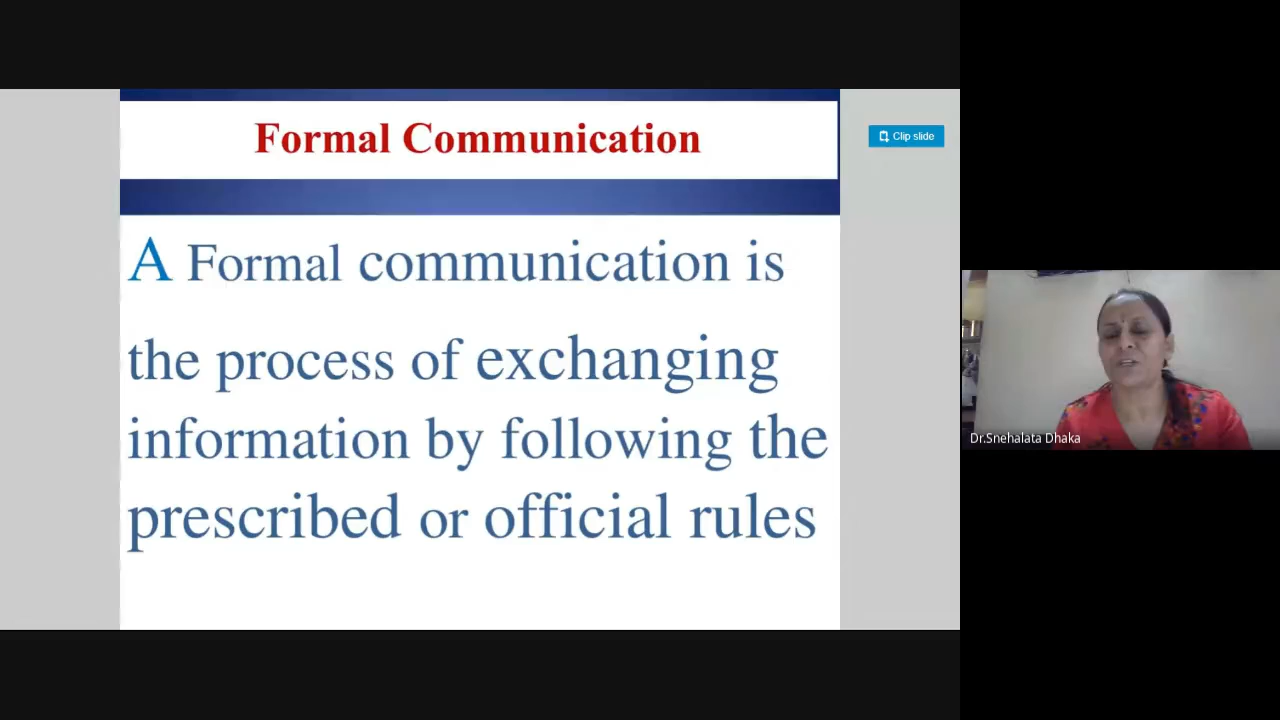 Formal Communication
Clip slide
A Formal communication is
the process of exchanging
information by following the
prescribed or official rules
Dr.Snehalata Dhaka